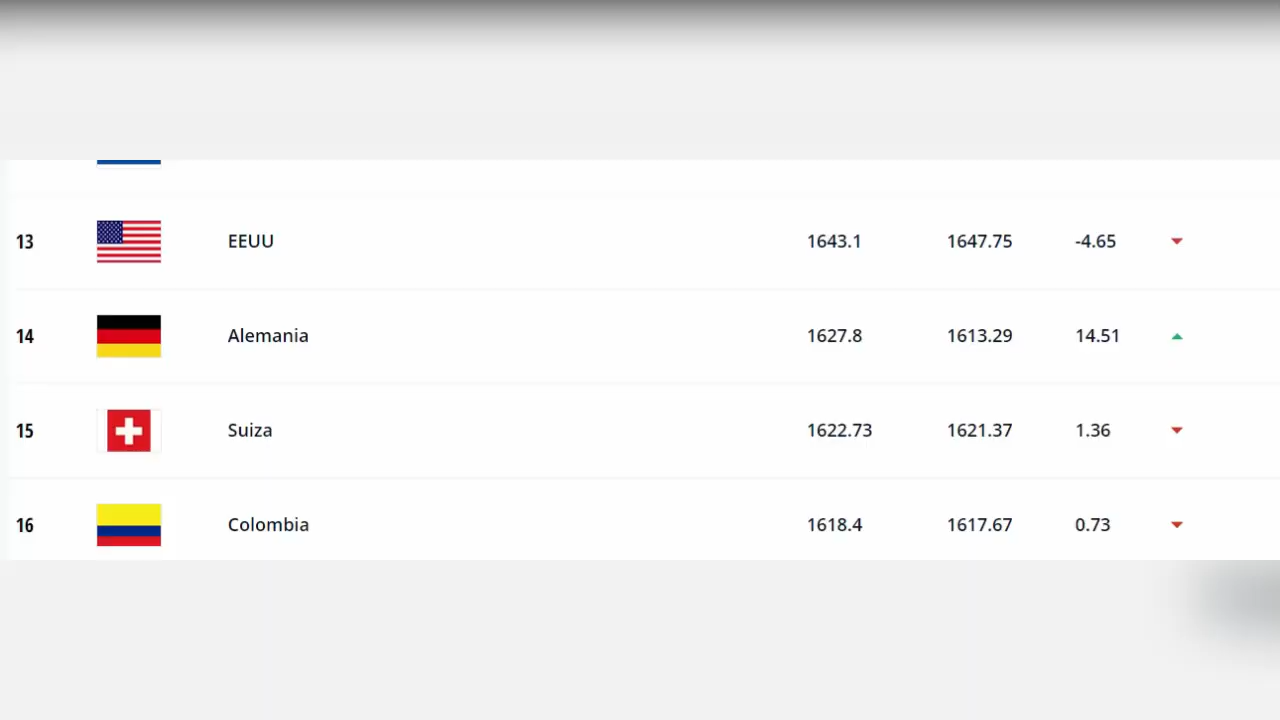 13 EEUU 1643.1 1647.75 -4.65
14 Alemania 1627.8 1613.29 14.51
15 Suiza 1622.73 1621.37 1.36
16 Colombia 1618.4 1617.67 0.73